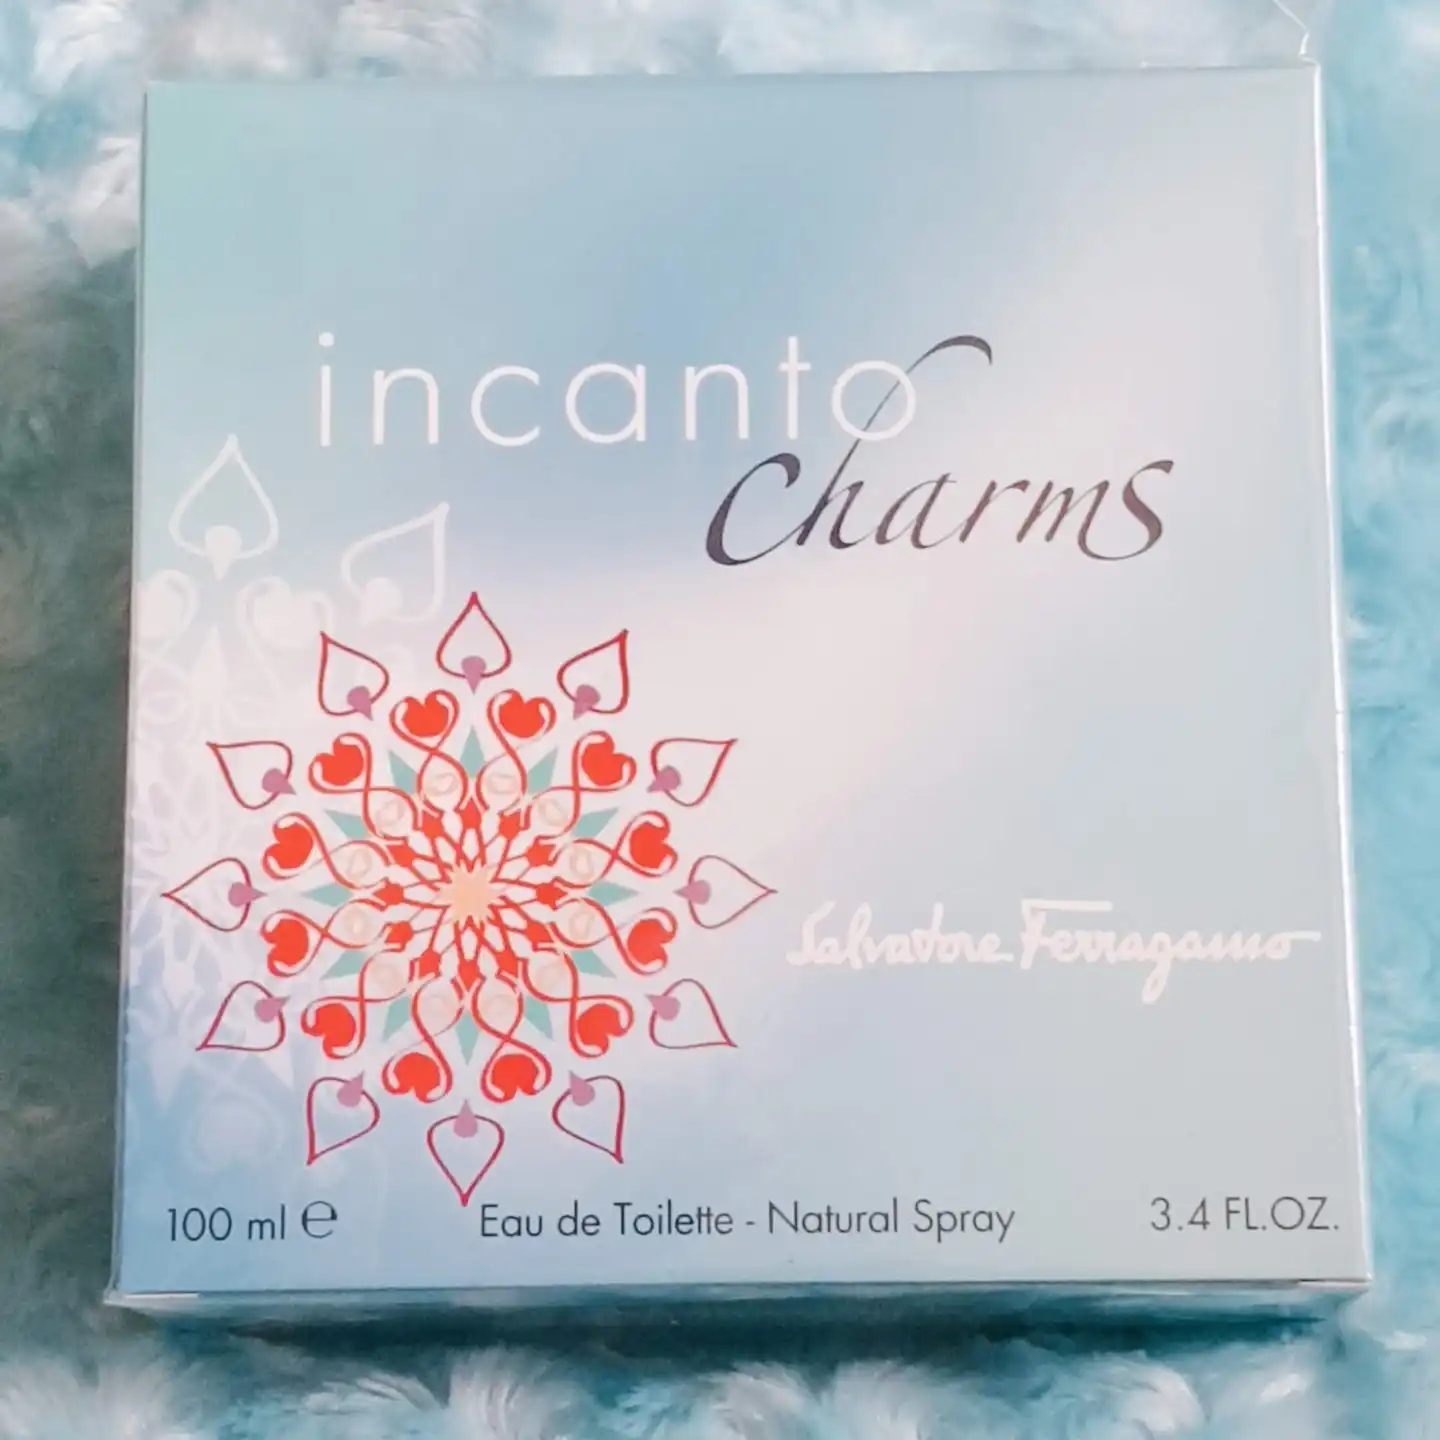 incanto
Charms
Salvatore Ferragamo
100 ml ℮ Eau de Toilette - Natural Spray 3.4 FL.OZ.